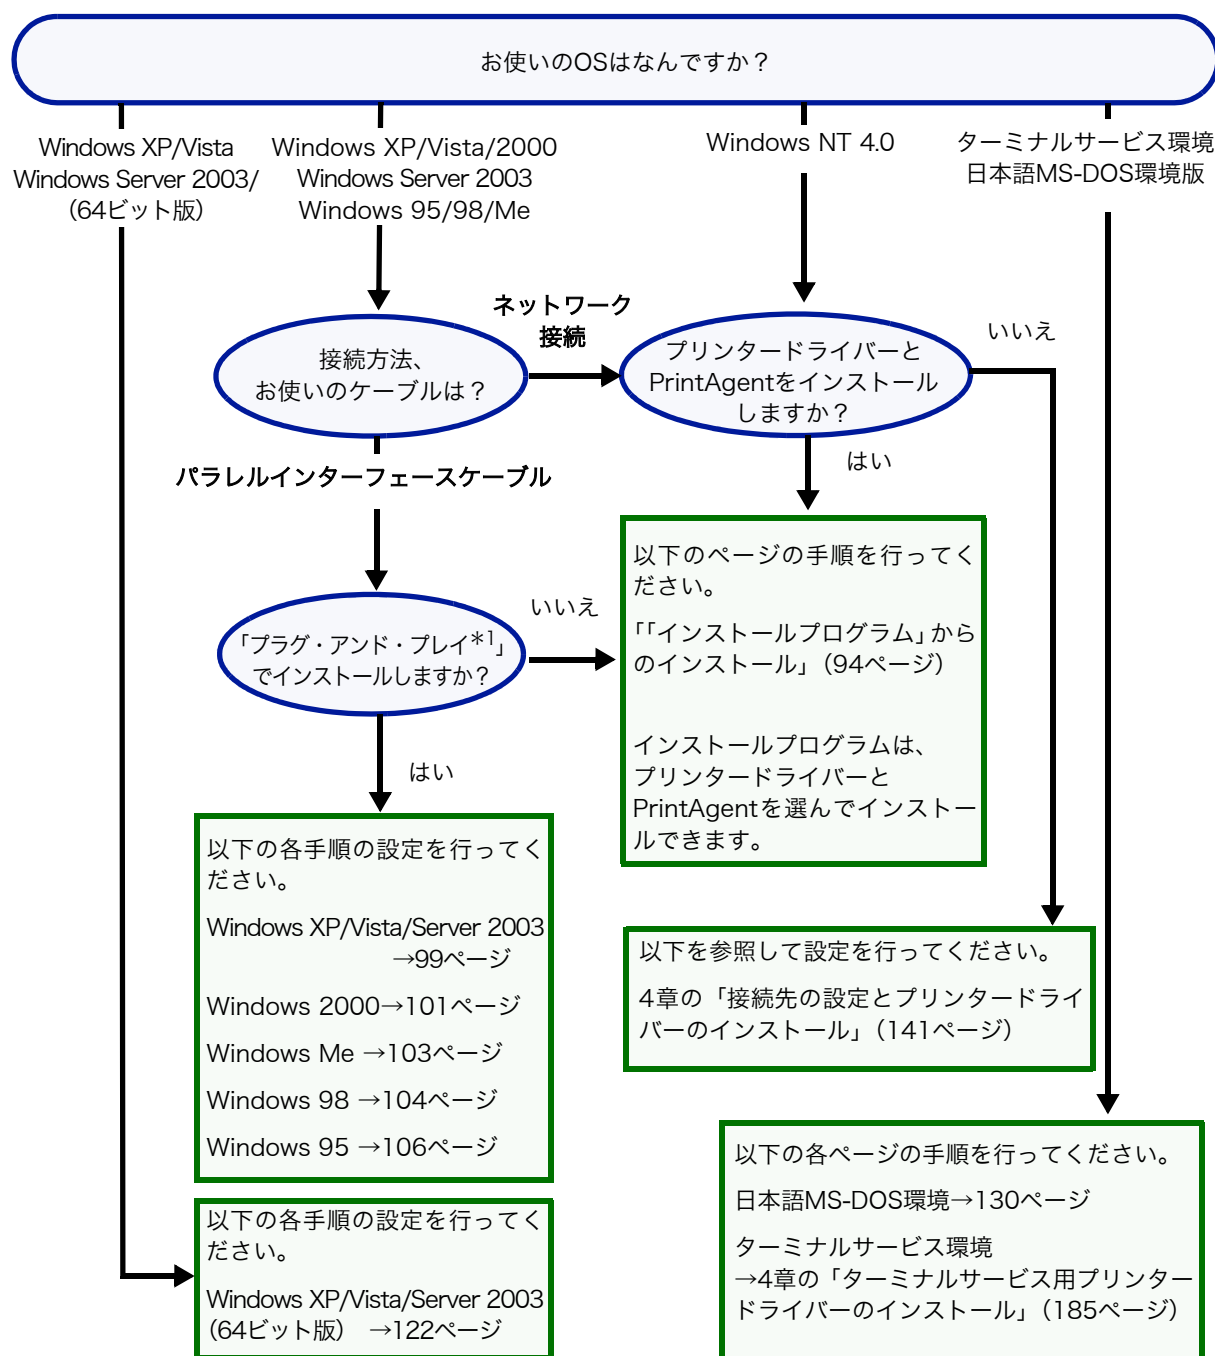 お使いのOSはなんですか？
Windows XP/Vista
Windows Server 2003/
（64ビット版）
Windows XP/Vista/2000
Windows Server 2003
Windows 95/98/Me
Windows NT 4.0
ターミナルサービス環境
日本語MS-DOS環境版
接続方法、
お使いのケーブルは？
ネットワーク
接続
プリンタードライバーと
PrintAgentをインストール
しますか？
いいえ
はい
パラレルインターフェースケーブル
「プラグ・アンド・プレイ*1」
でインストールしますか？
いいえ
はい
以下のページの手順を行ってく
ださい。
「「インストールプログラム」から
のインストール」（94ページ）
インストールプログラムは、
プリンタードライバーと
PrintAgentを選んでインストー
ルできます。
以下の各手順の設定を行ってく
ださい。
Windows XP/Vista/Server 2003
→99ページ
Windows 2000→101ページ
Windows Me →103ページ
Windows 98 →104ページ
Windows 95 →106ページ
以下を参照して設定を行ってください。
4章の「接続先の設定とプリンタードライ
バーのインストール」（141ページ）
以下の各ページの手順を行ってください。
日本語MS-DOS環境→130ページ
ターミナルサービス環境
→4章の「ターミナルサービス用プリンター
ドライバーのインストール」（185ページ）
以下の各手順の設定を行ってく
ださい。
Windows XP/Vista/Server 2003
（64ビット版） →122ページ